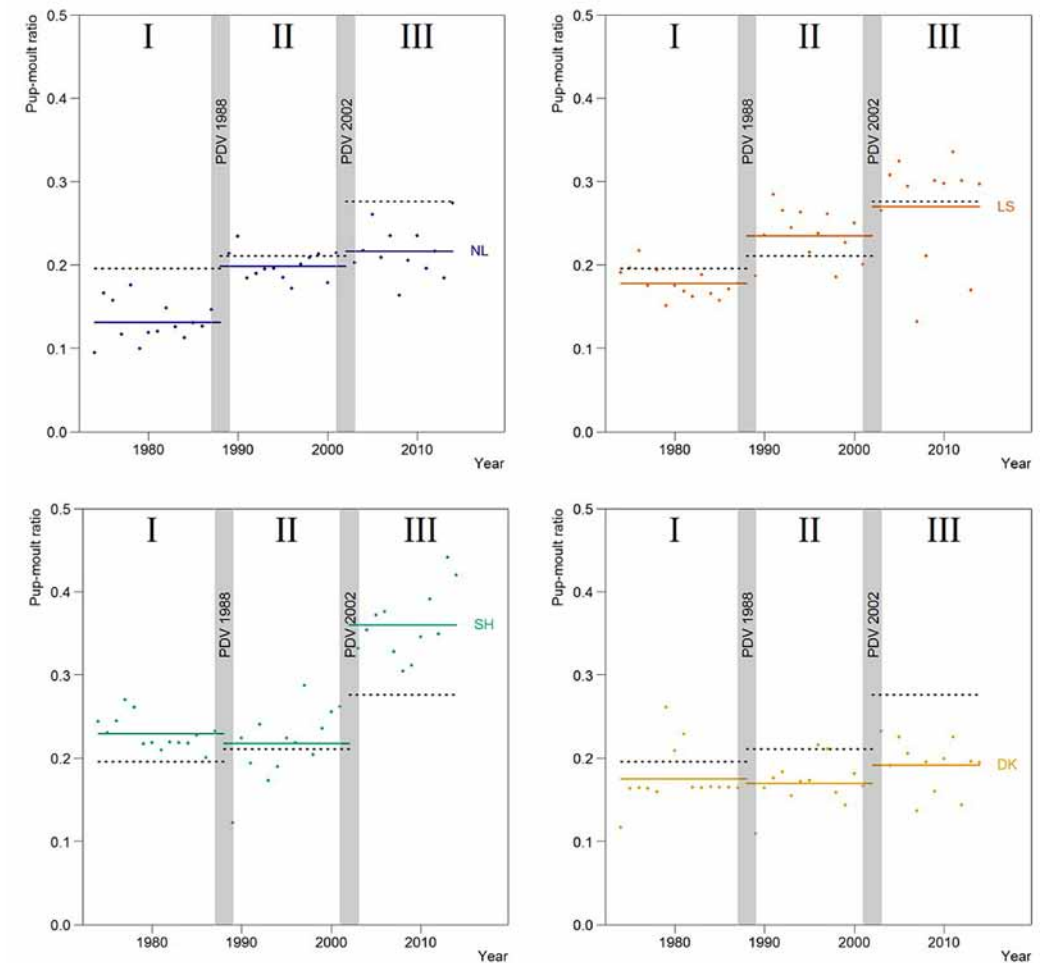 Pup-moult ratio
0.5
0.4
0.3
0.2
0.1
0.0
I
II
III
PDV 1988
PDV 2002
NL
1980
1990
2000
2010
Year
Pup-moult ratio
0.5
0.4
0.3
0.2
0.1
0.0
I
II
III
PDV 1988
PDV 2002
LS
1980
1990
2000
2010
Year
Pup-moult ratio
0.5
0.4
0.3
0.2
0.1
0.0
I
II
III
PDV 1988
PDV 2002
SH
1980
1990
2000
2010
Year
Pup-moult ratio
0.5
0.4
0.3
0.2
0.1
0.0
I
II
III
PDV 1988
PDV 2002
DK
1980
1990
2000
2010
Year